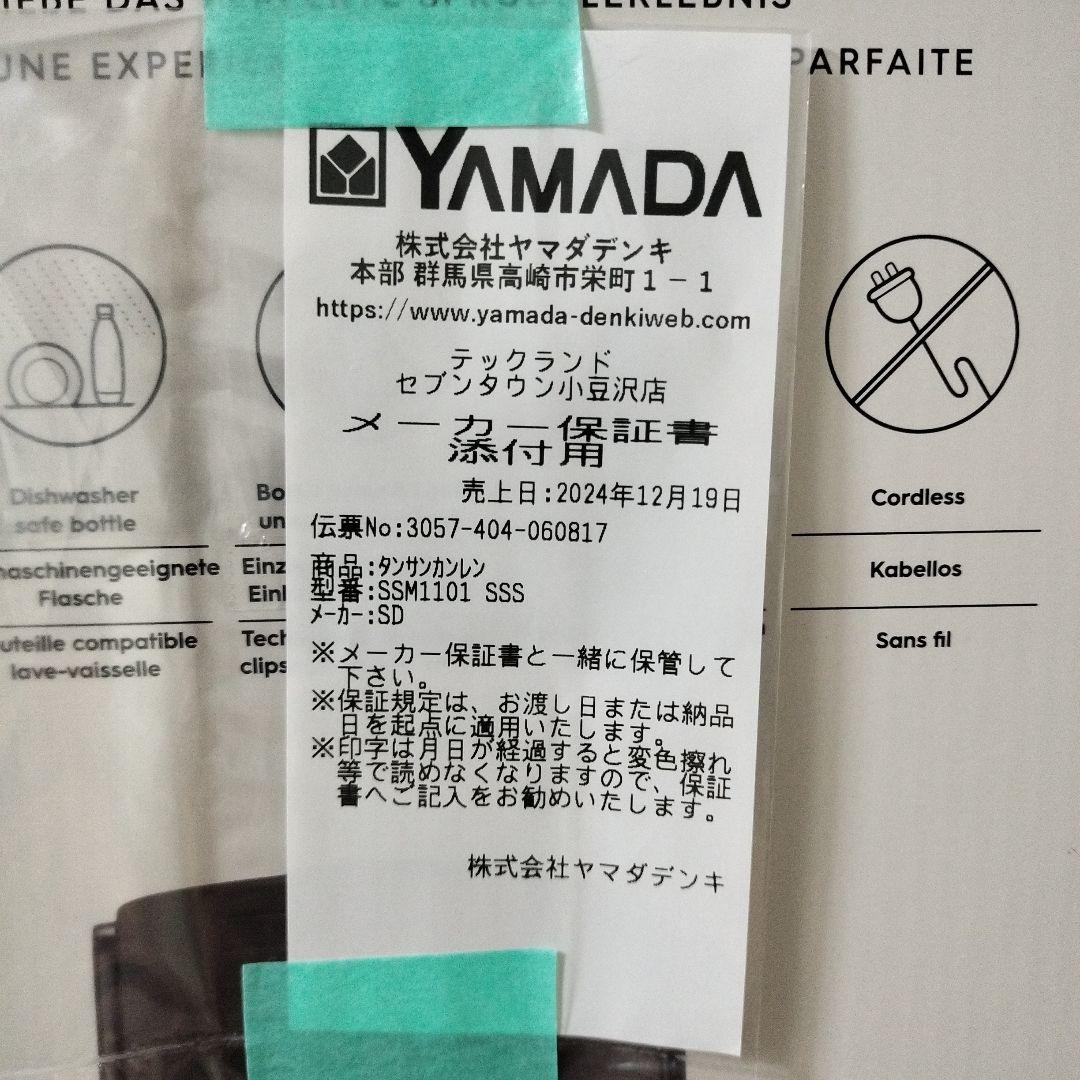 DAS
ERLEBNIS
UNE EXPE
PARFAITE
YAMADA
株式会社ヤマダデンキ
本部 群馬県高崎市栄町1-1
https://www.yamada-denkiweb.com
テックランド
セブンタウン小豆沢店
メーカー保証書
添付用
売上日:2024年12月19日
伝票No:3057-404-060817
商品:タンサンカンレン
型番:SSM1101 SSS
メーカー:SD
※メーカー保証書と一緒に保管して
下さい。
※保証規定は、お渡し日または納品
日を起点に適用いたします。
※印字は月日が経過すると変色擦れ
等で読めなくなりますので、保証
書へご記入をお勧めいたします。
株式会社ヤマダデンキ
Dishwasher
safe bottle
maschinengeeignete
Flasche
uteille compatible
lave-vaisselle
Bo
un
Einz
Einl
Tech
clips
Cordless
Kabellos
Sans fil